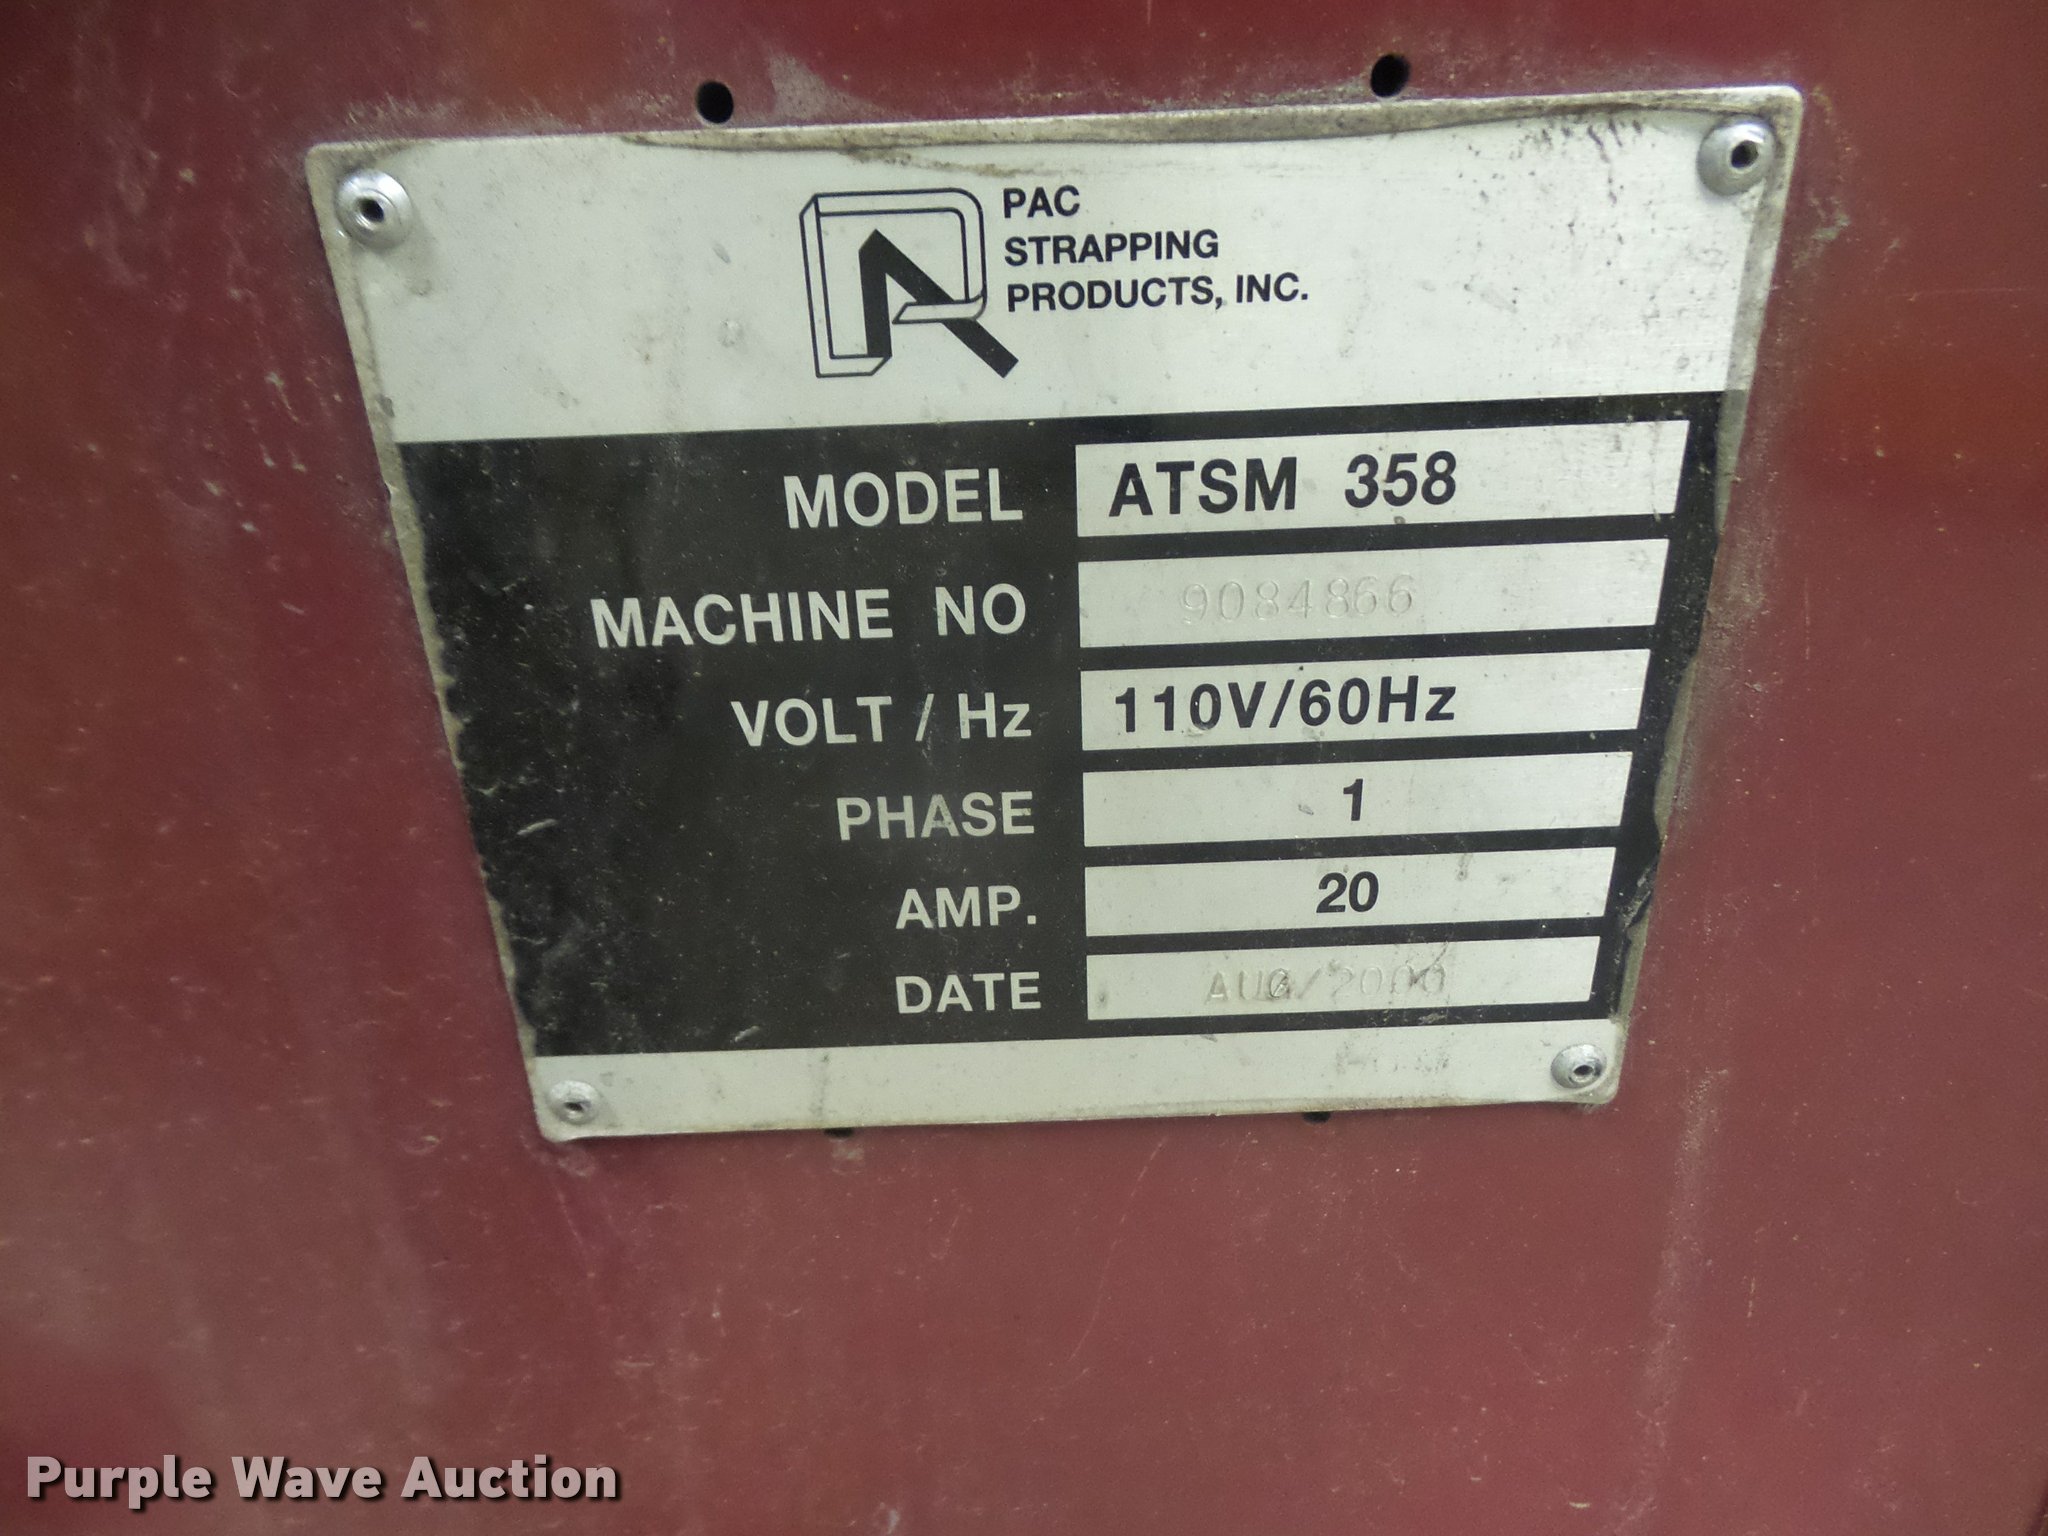 PAC
STRAPPING
PRODUCTS, INC.
MODEL ATSM 358
MACHINE NO 9084866
VOLT / Hz 110V/60Hz
PHASE 1
AMP. 20
DATE AUG/2000
Purple Wave Auction